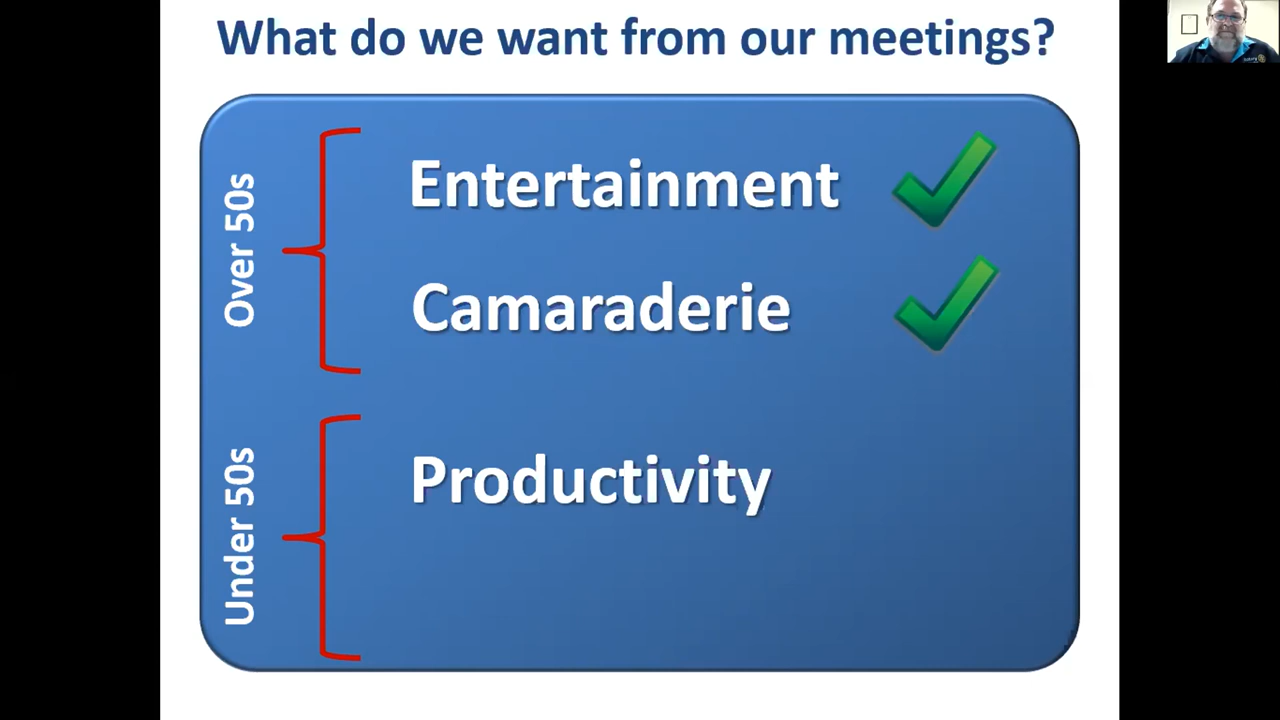 What do we want from our meetings?
Over 50s
Entertainment
Camaraderie
Under 50s
Productivity